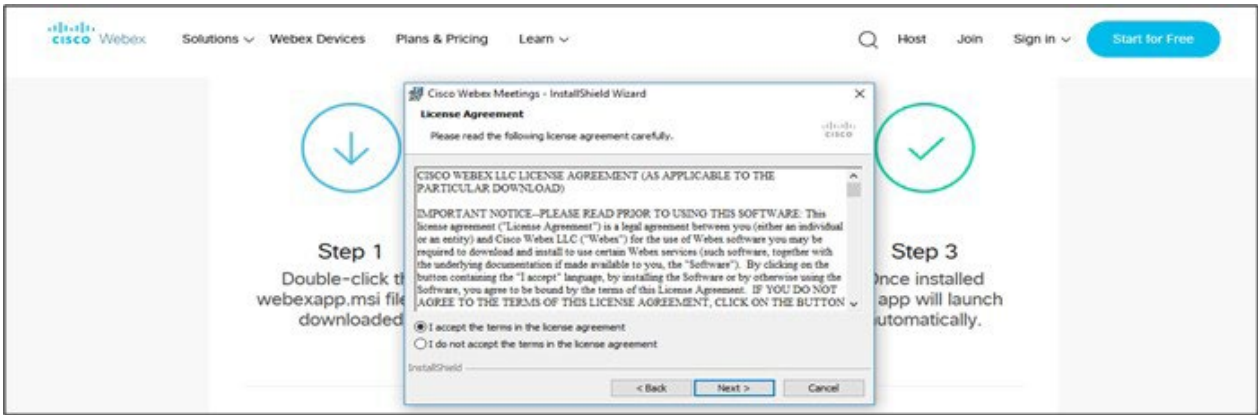 CISCO Webex Solutions Webex Devices Plans & Pricing Learn Host Join Sign in Start for Free
Cisco Webex Meetings - InstallShield Wizard
License Agreement
Please read the following license agreement carefully.
CISCO
CISCO WEBEX LLC LICENSE AGREEMENT (AS APPLICABLE TO THE
PARTICULAR DOWNLOAD)
IMPORTANT NOTICE--PLEASE READ PRIOR TO USING THIS SOFTWARE: This
license agreement ("License Agreement") is a legal agreement between you (either an individual
or an entity) and Cisco Webex LLC ("Webex") for the use of Webex software you may be
required to download and install to use certain Webex services (such software, together with
the underlying documentation if made available to you, the "Software"). By clicking on the
button containing the "I accept" language, by installing the Software or by otherwise using the
Software, you agree to be bound by the terms of this License Agreement. IF YOU DO NOT
AGREE TO THE TERMS OF THIS LICENSE AGREEMENT, CLICK ON THE BUTTON
I accept the terms in the license agreement
I do not accept the terms in the license agreement
InstallShield
< Back Next > Cancel
Step 1
Double-click th
webexapp.msi file
downloaded
Step 3
Once installed
app will launch
automatically.